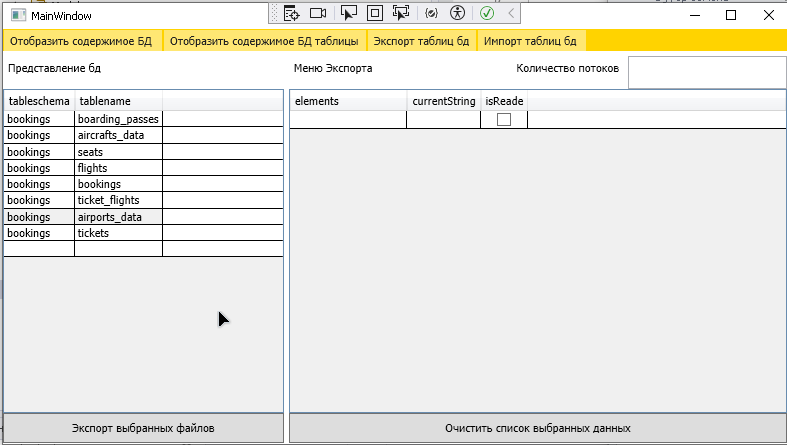 MainWindow
Отобразить содержимое БД Отобразить содержимое БД таблицы Экспорт таблиц бд Импорт таблиц бд
Представление бд Меню Экспорта Количество потоков
tableschema tablename elements currentString isReade
bookings boarding_passes
bookings aircrafts_data
bookings seats
bookings flights
bookings bookings
bookings ticket_flights
bookings airports_data
bookings tickets
Экспорт выбранных файлов Очистить список выбранных данных